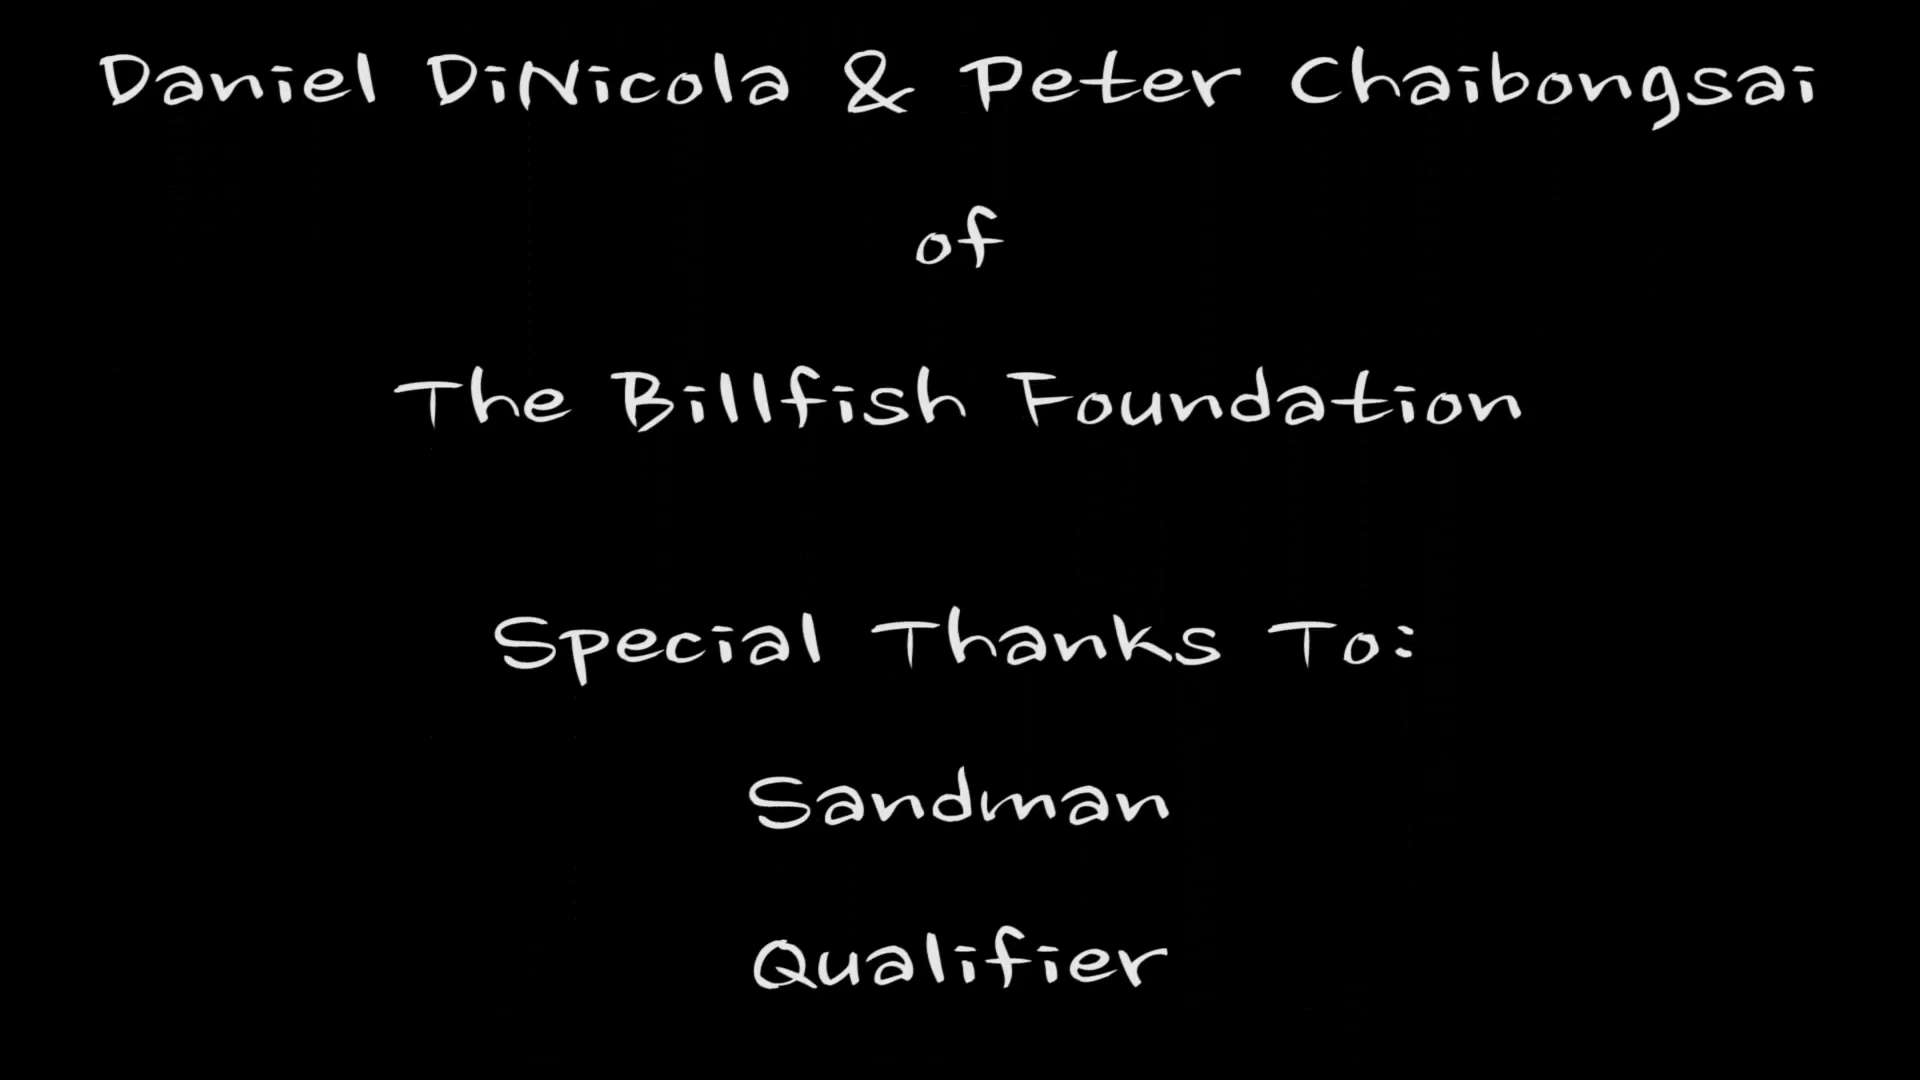 Daniel DiNicola & Peter Chaibongsai
of
The Billfish Foundation
Special Thanks To:
Sandman
Qualifier